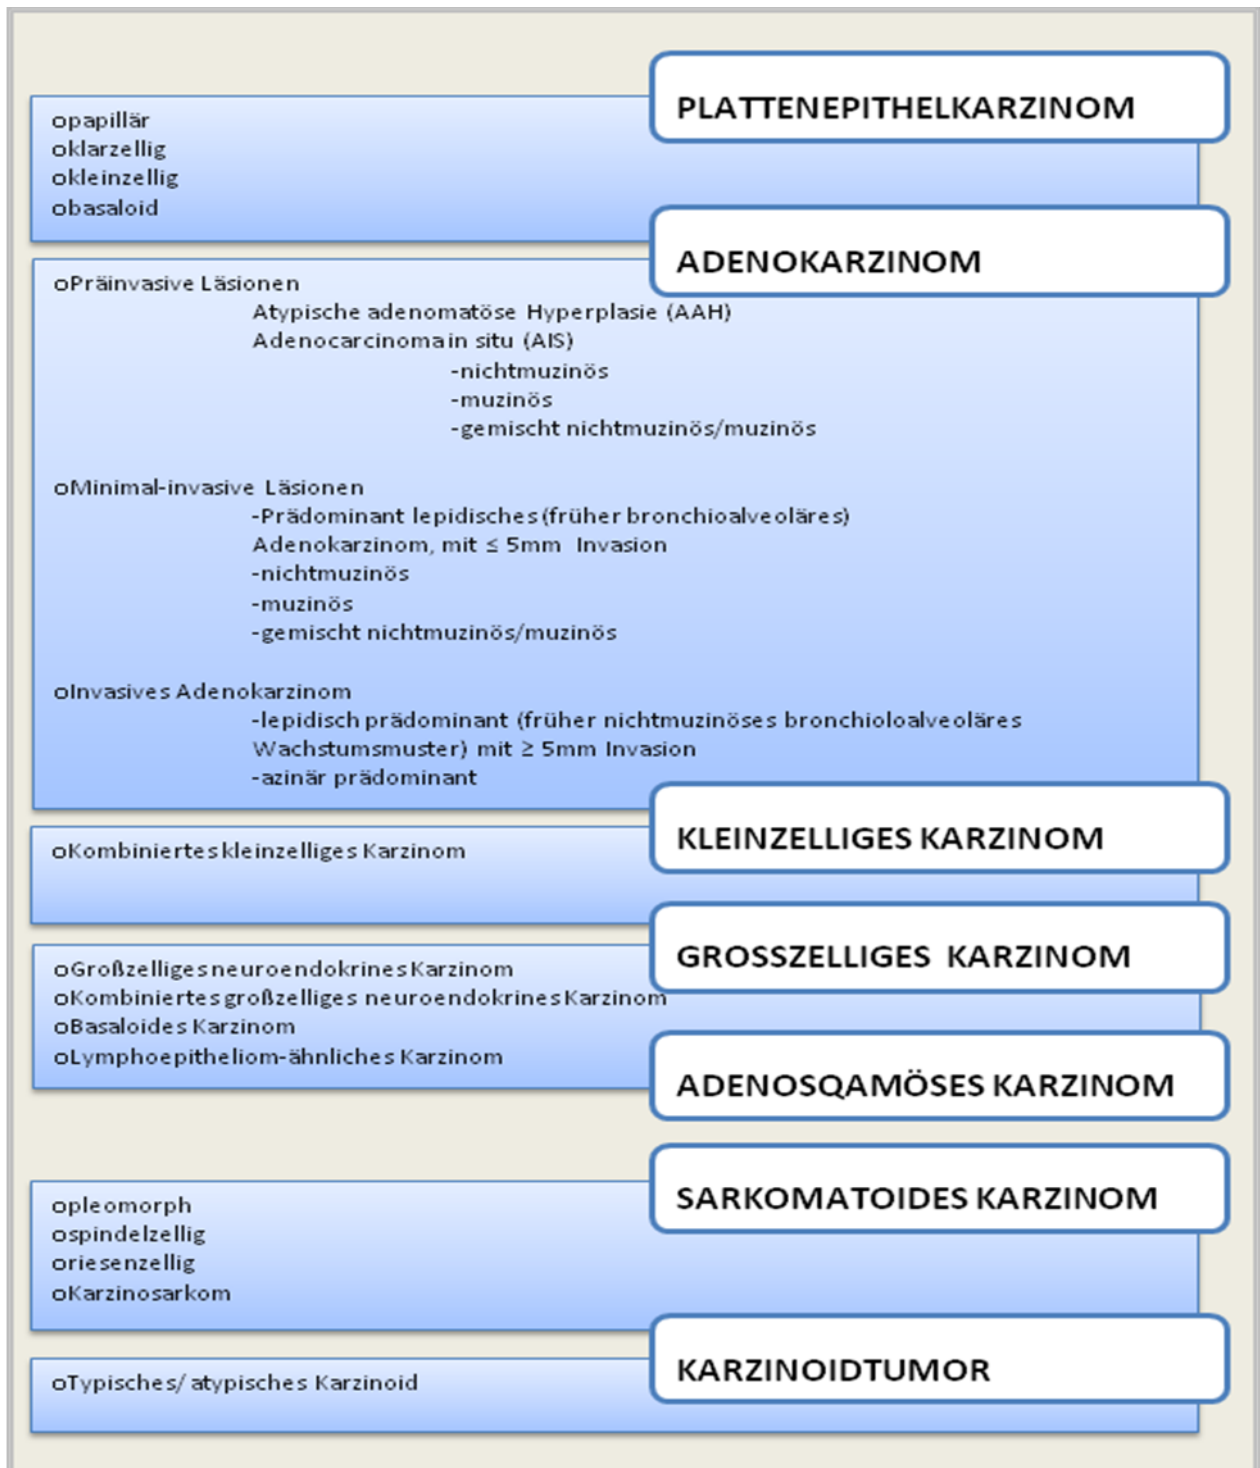 PLATTENEPITHELKARZINOM
opapillär
oklarzellig
okleinzellig
obasaloid
ADENOKARZINOM
oPräinvasive Läsionen
Atypische adenomatöse Hyperplasie (AAH)
Adenocarcinoma in situ (AIS)
-nichtmuzinös
-muzinös
-gemischt nichtmuzinös/muzinös
oMinimal-invasive Läsionen
-Prädominant lepidisches (früher bronchioalveoläres)
Adenokarzinom, mit ≤ 5mm Invasion
-nichtmuzinös
-muzinös
-gemischt nichtmuzinös/muzinös
oInvasives Adenokarzinom
-lepidisch prädominant (früher nichtmuzinöses bronchioloalveoläres
Wachstumsmuster) mit ≥ 5mm Invasion
-azinär prädominant
KLEINZELLIGES KARZINOM
oKombiniertes kleinzelliges Karzinom
GROSSZELLIGES KARZINOM
oGroßzelliges neuroendokrines Karzinom
oKombiniertes großzelliges neuroendokrines Karzinom
oBasaloides Karzinom
oLymphoepitheliom-ähnliches Karzinom
ADENOSQAMÖSES KARZINOM
SARKOMATOIDES KARZINOM
opleomorph
ospindelzellig
oriesenzellig
oKarzinosarkom
KARZINOIDTUMOR
oTypisches/ atypisches Karzinoid